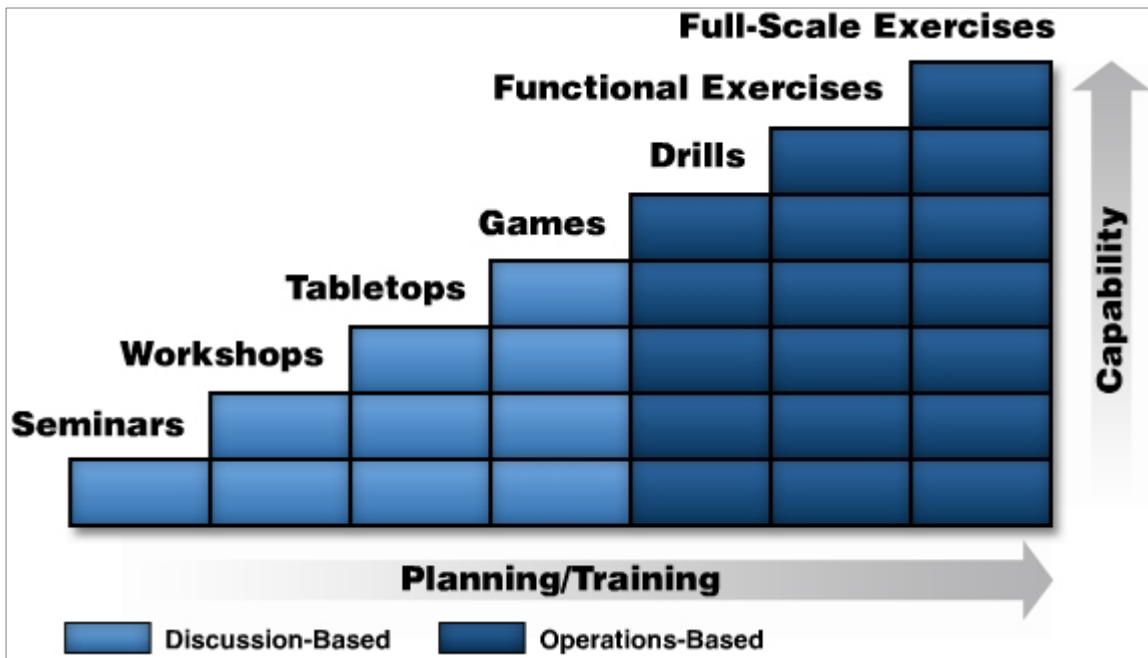 Full-Scale Exercises
Functional Exercises
Drills
Games
Tabletops
Workshops
Seminars
Capability
Planning/Training
Discussion-Based
Operations-Based